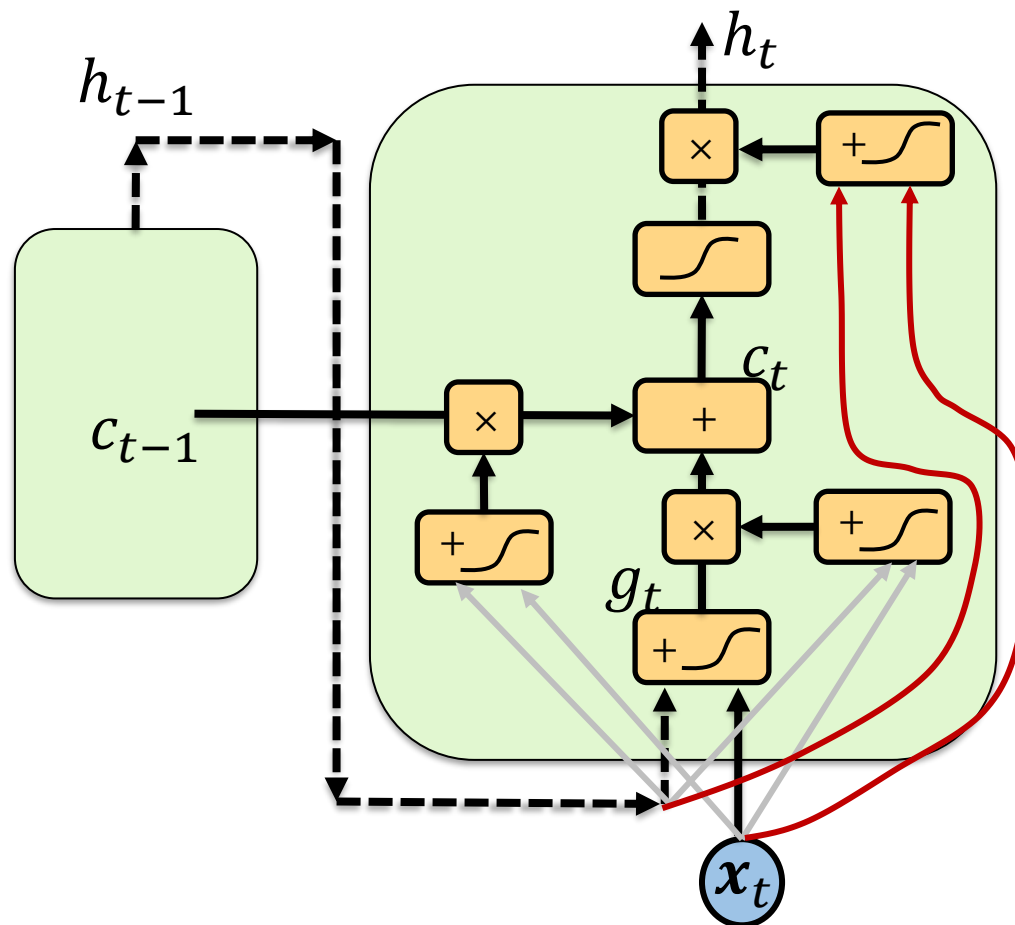 h_t
h_{t−1}
× +
c_t
c_{t−1} × +
+ × +
g_t
+
x_t